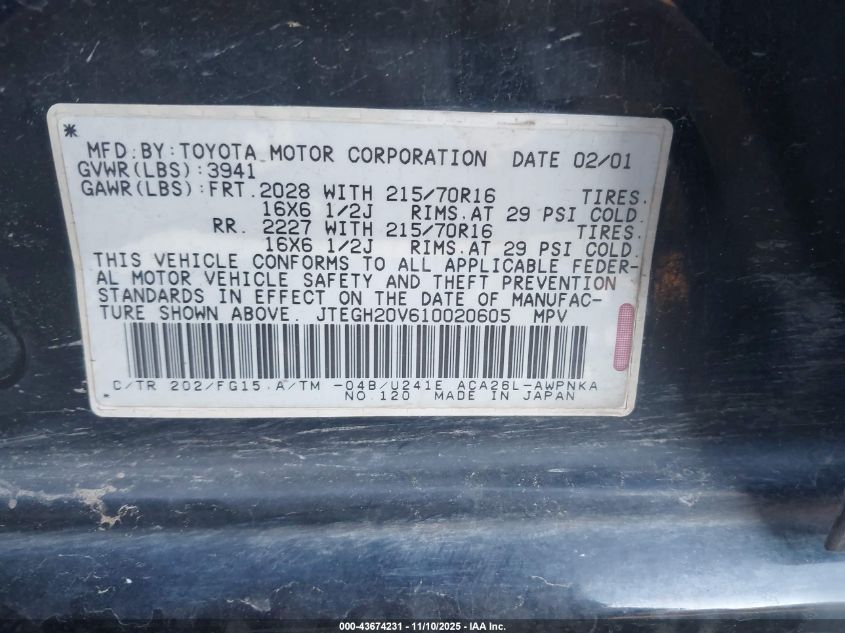 *
MFD.BY:TOYOTA MOTOR CORPORATION DATE 02/01
GVWR(LBS):3941
GAWR(LBS):FRT.2028 WITH 215/70R16 TIRES.
16X6 1/2J RIMS.AT 29 PSI COLD.
RR. 2227 WITH 215/70R16 TIRES.
16X6 1/2J RIMS.AT 29 PSI COLD.
THIS VEHICLE CONFORMS TO ALL APPLICABLE FEDER-
AL MOTOR VEHICLE SAFETY AND THEFT PREVENTION
STANDARDS IN EFFECT ON THE DATE OF MANUFAC-
TURE SHOWN ABOVE. JTEGH20V610020605 MPV
C/TR 202/FG15 A/TM -04B/U241E ACA26L-AWPNKA
NO.120 MADE IN JAPAN
000-43674231 - 11/10/2025 - IAA Inc.